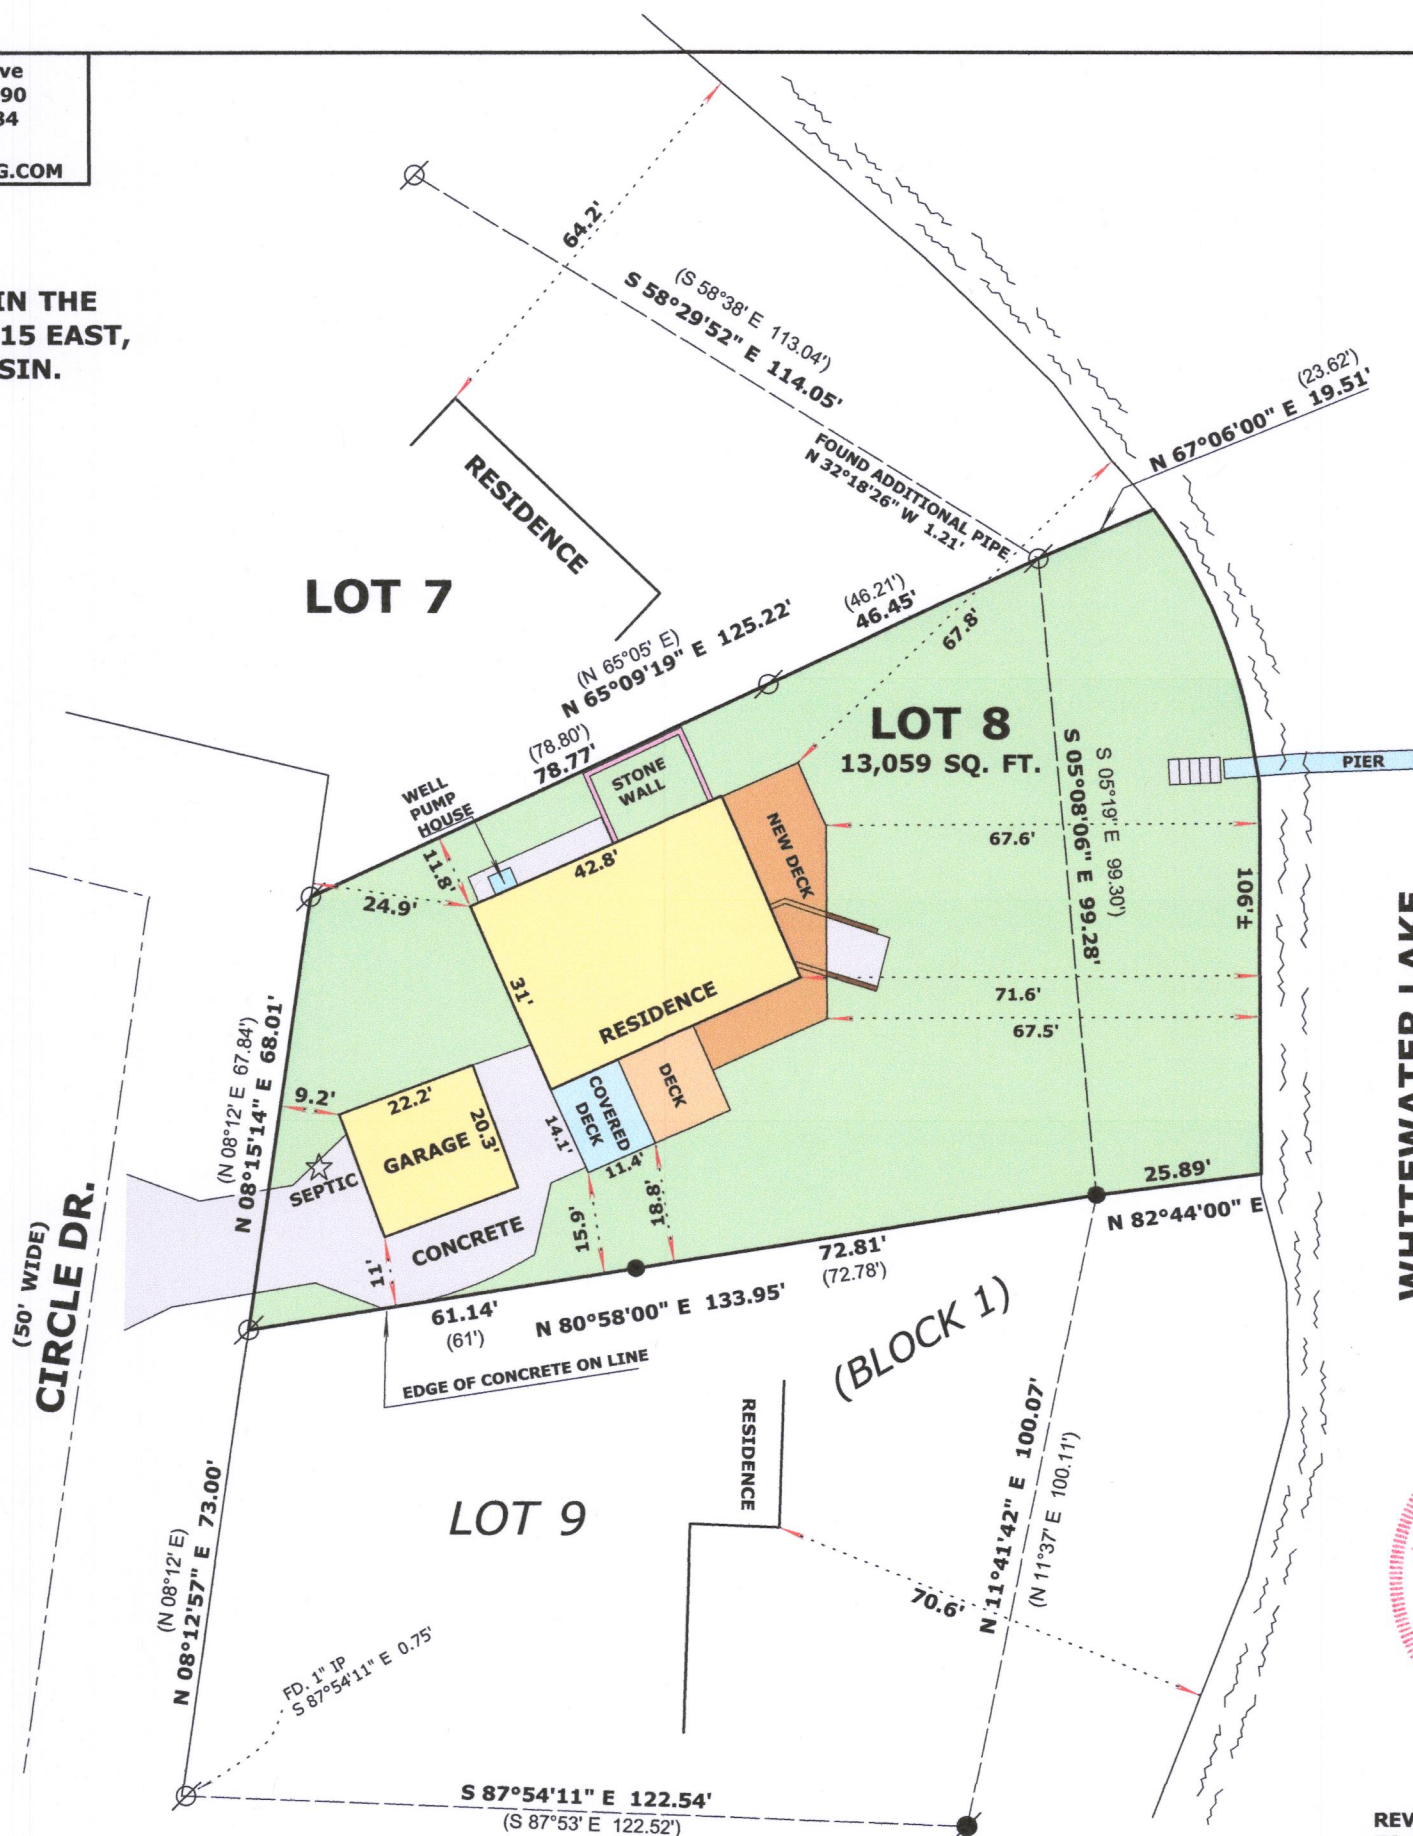 ve
90
34
G.COM
IN THE
15 EAST,
SIN.
64.2'
(S 58°38' E 113.04')
S 58°29'52" E 114.05'
(23.62')
N 67°06'00" E 19.51'
FOUND ADDITIONAL PIPE
N 32°18'26" W 1.21'
RESIDENCE
LOT 7
(46.21')
46.45'
67.8'
(N 65°05' E)
N 65°09'19" E 125.22'
(78.80')
78.77'
LOT 8
13,059 SQ. FT.
STONE
WALL
WELL
PUMP
HOUSE
PIER
NEW DECK
67.6'
S 05°19' E 99.30')
S 05°08'06" E 99.28'
11.8'
42.8'
24.9'
106'±
WHITEWATER LAKE
31'
RESIDENCE
71.6'
67.5'
(N 08°12' E 67.84')
N 08°15'14" E 68.01'
9.2'
22.2'
20.3'
GARAGE
COVERED
DECK
DECK
14.1'
11.4'
SEPTIC
CONCRETE
15.9'
18.8'
25.89'
N 82°44'00" E
11'
72.81'
(72.78')
61.14'
(61')
N 80°58'00" E 133.95'
EDGE OF CONCRETE ON LINE
(50' WIDE)
CIRCLE DR.
(BLOCK 1)
RESIDENCE
LOT 9
N 11°41'42" E 100.07'
(N 11°37' E 100.11')
70.6'
(N 08°12' E)
N 08°12'57" E 73.00'
FD. 1" IP
S 87°54'11" E 0.75'
S 87°54'11" E 122.54'
(S 87°53' E 122.52')
REV